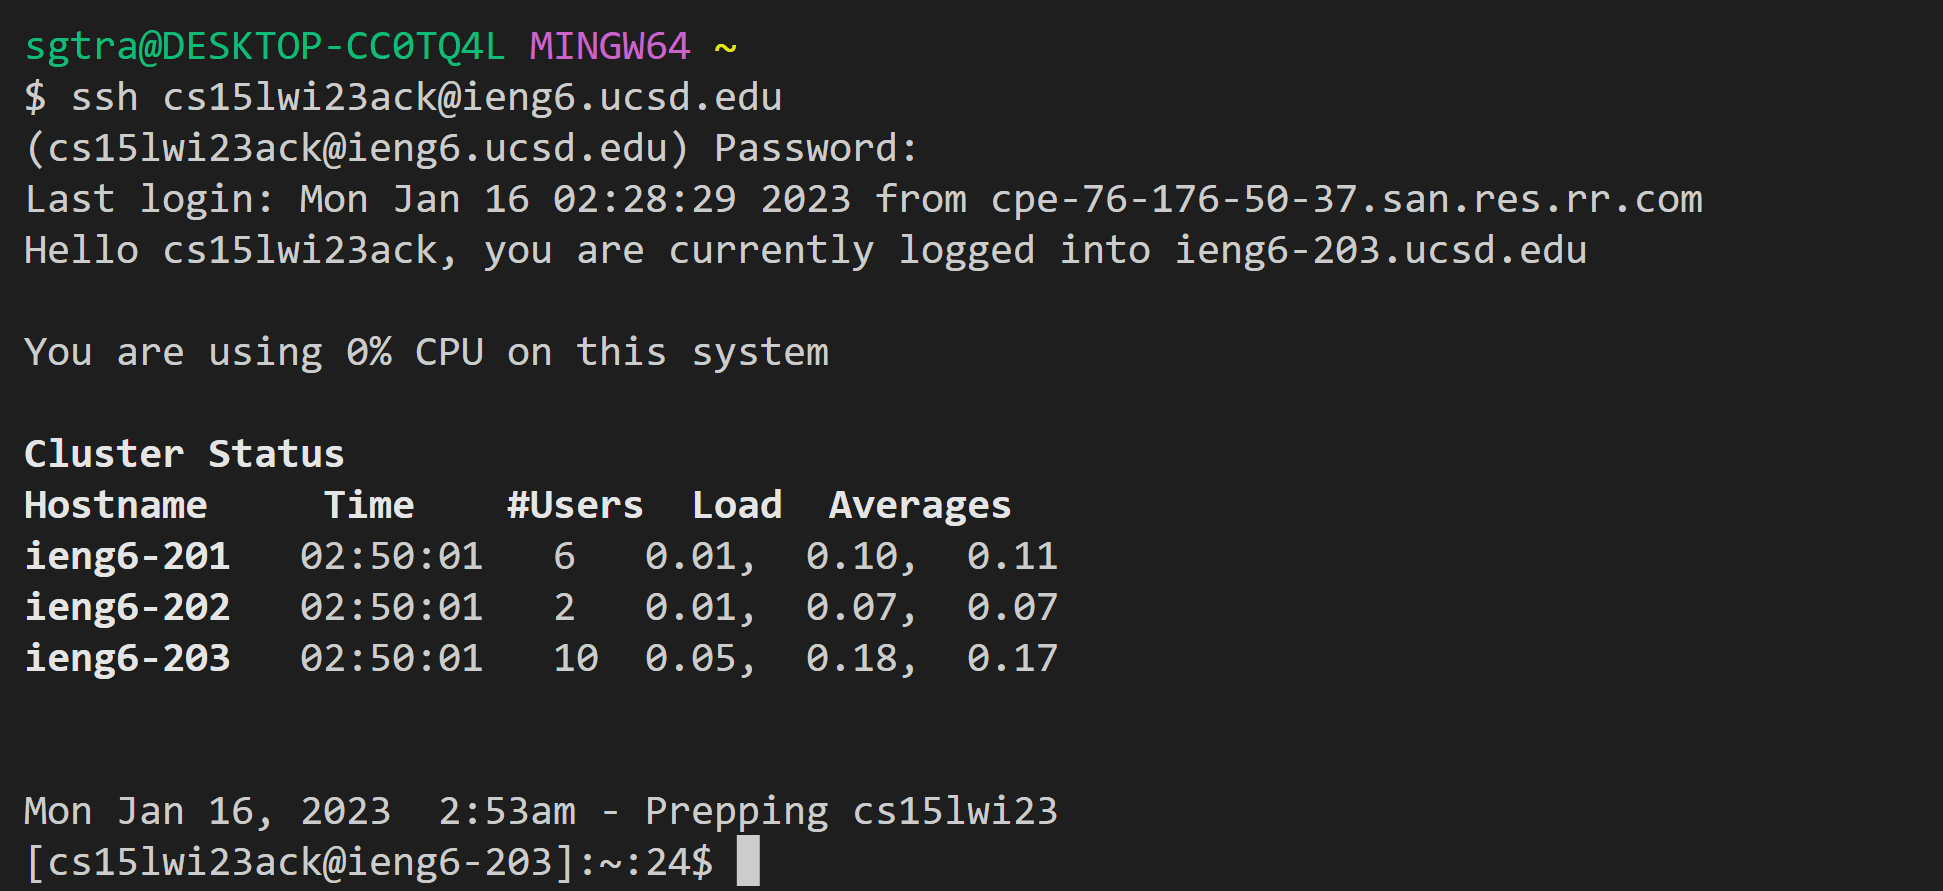 sgtra@DESKTOP-CC0TQ4L MINGW64 ~
$ ssh cs15lwi23ack@ieng6.ucsd.edu
(cs15lwi23ack@ieng6.ucsd.edu) Password:
Last login: Mon Jan 16 02:28:29 2023 from cpe-76-176-50-37.san.res.rr.com
Hello cs15lwi23ack, you are currently logged into ieng6-203.ucsd.edu

You are using 0% CPU on this system

Cluster Status
Hostname     Time    #Users  Load  Averages
ieng6-201   02:50:01   6   0.01,  0.10,  0.11
ieng6-202   02:50:01   2   0.01,  0.07,  0.07
ieng6-203   02:50:01   10  0.05,  0.18,  0.17


Mon Jan 16, 2023  2:53am - Prepping cs15lwi23
[cs15lwi23ack@ieng6-203]:~:24$